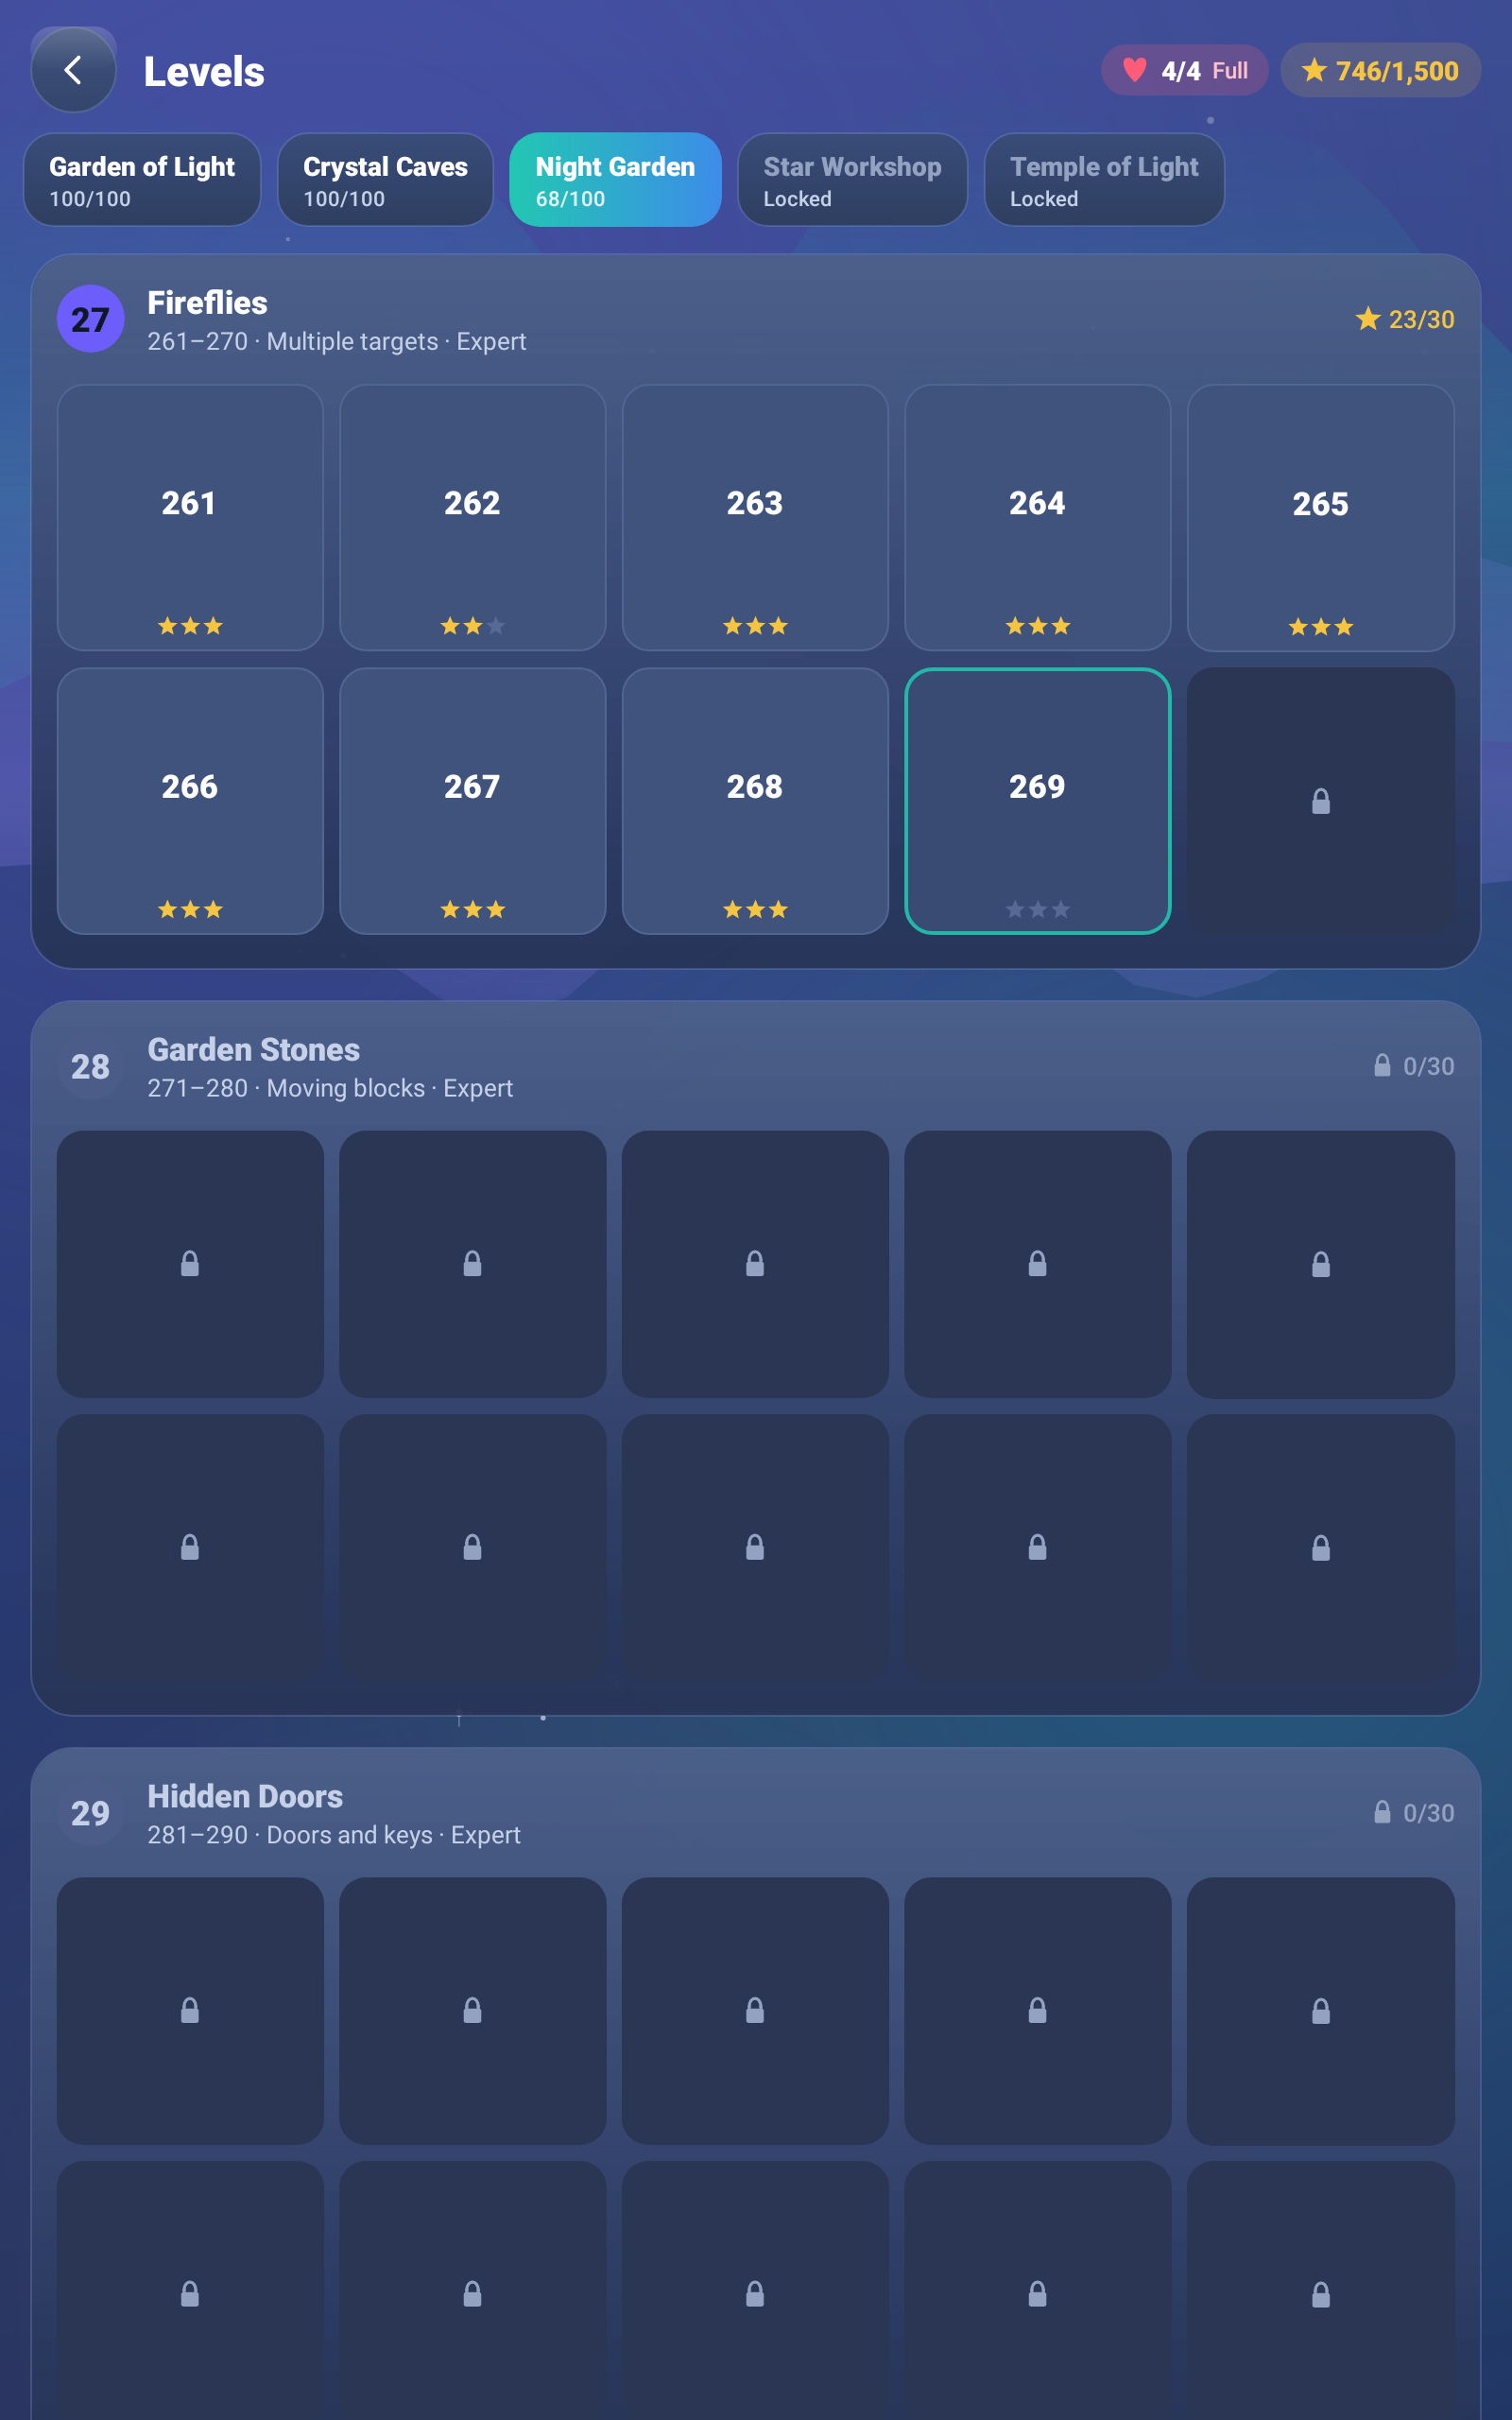 Levels
4/4 Full
746/1,500
Garden of Light
100/100
Crystal Caves
100/100
Night Garden
68/100
Star Workshop
Locked
Temple of Light
Locked
27
Fireflies
261–270 · Multiple targets · Expert
23/30
261
262
263
264
265
266
267
268
269
28
Garden Stones
271–280 · Moving blocks · Expert
0/30
29
Hidden Doors
281–290 · Doors and keys · Expert
0/30